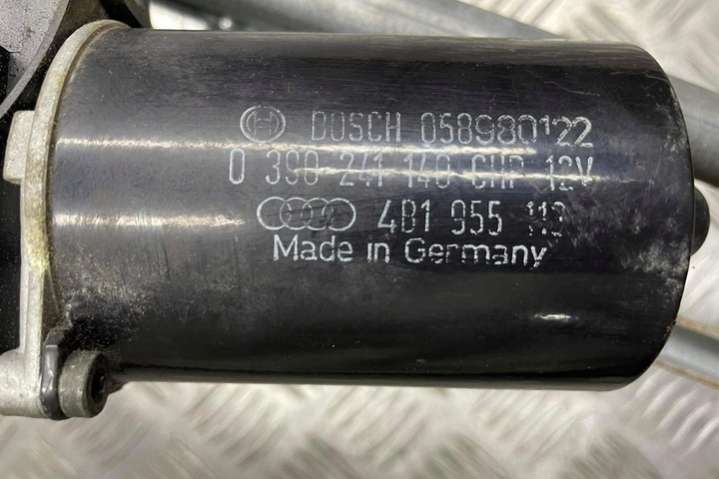 BOSCH 058980122
0 390 241 140 CHP 12V
4B1 955 113
Made in Germany